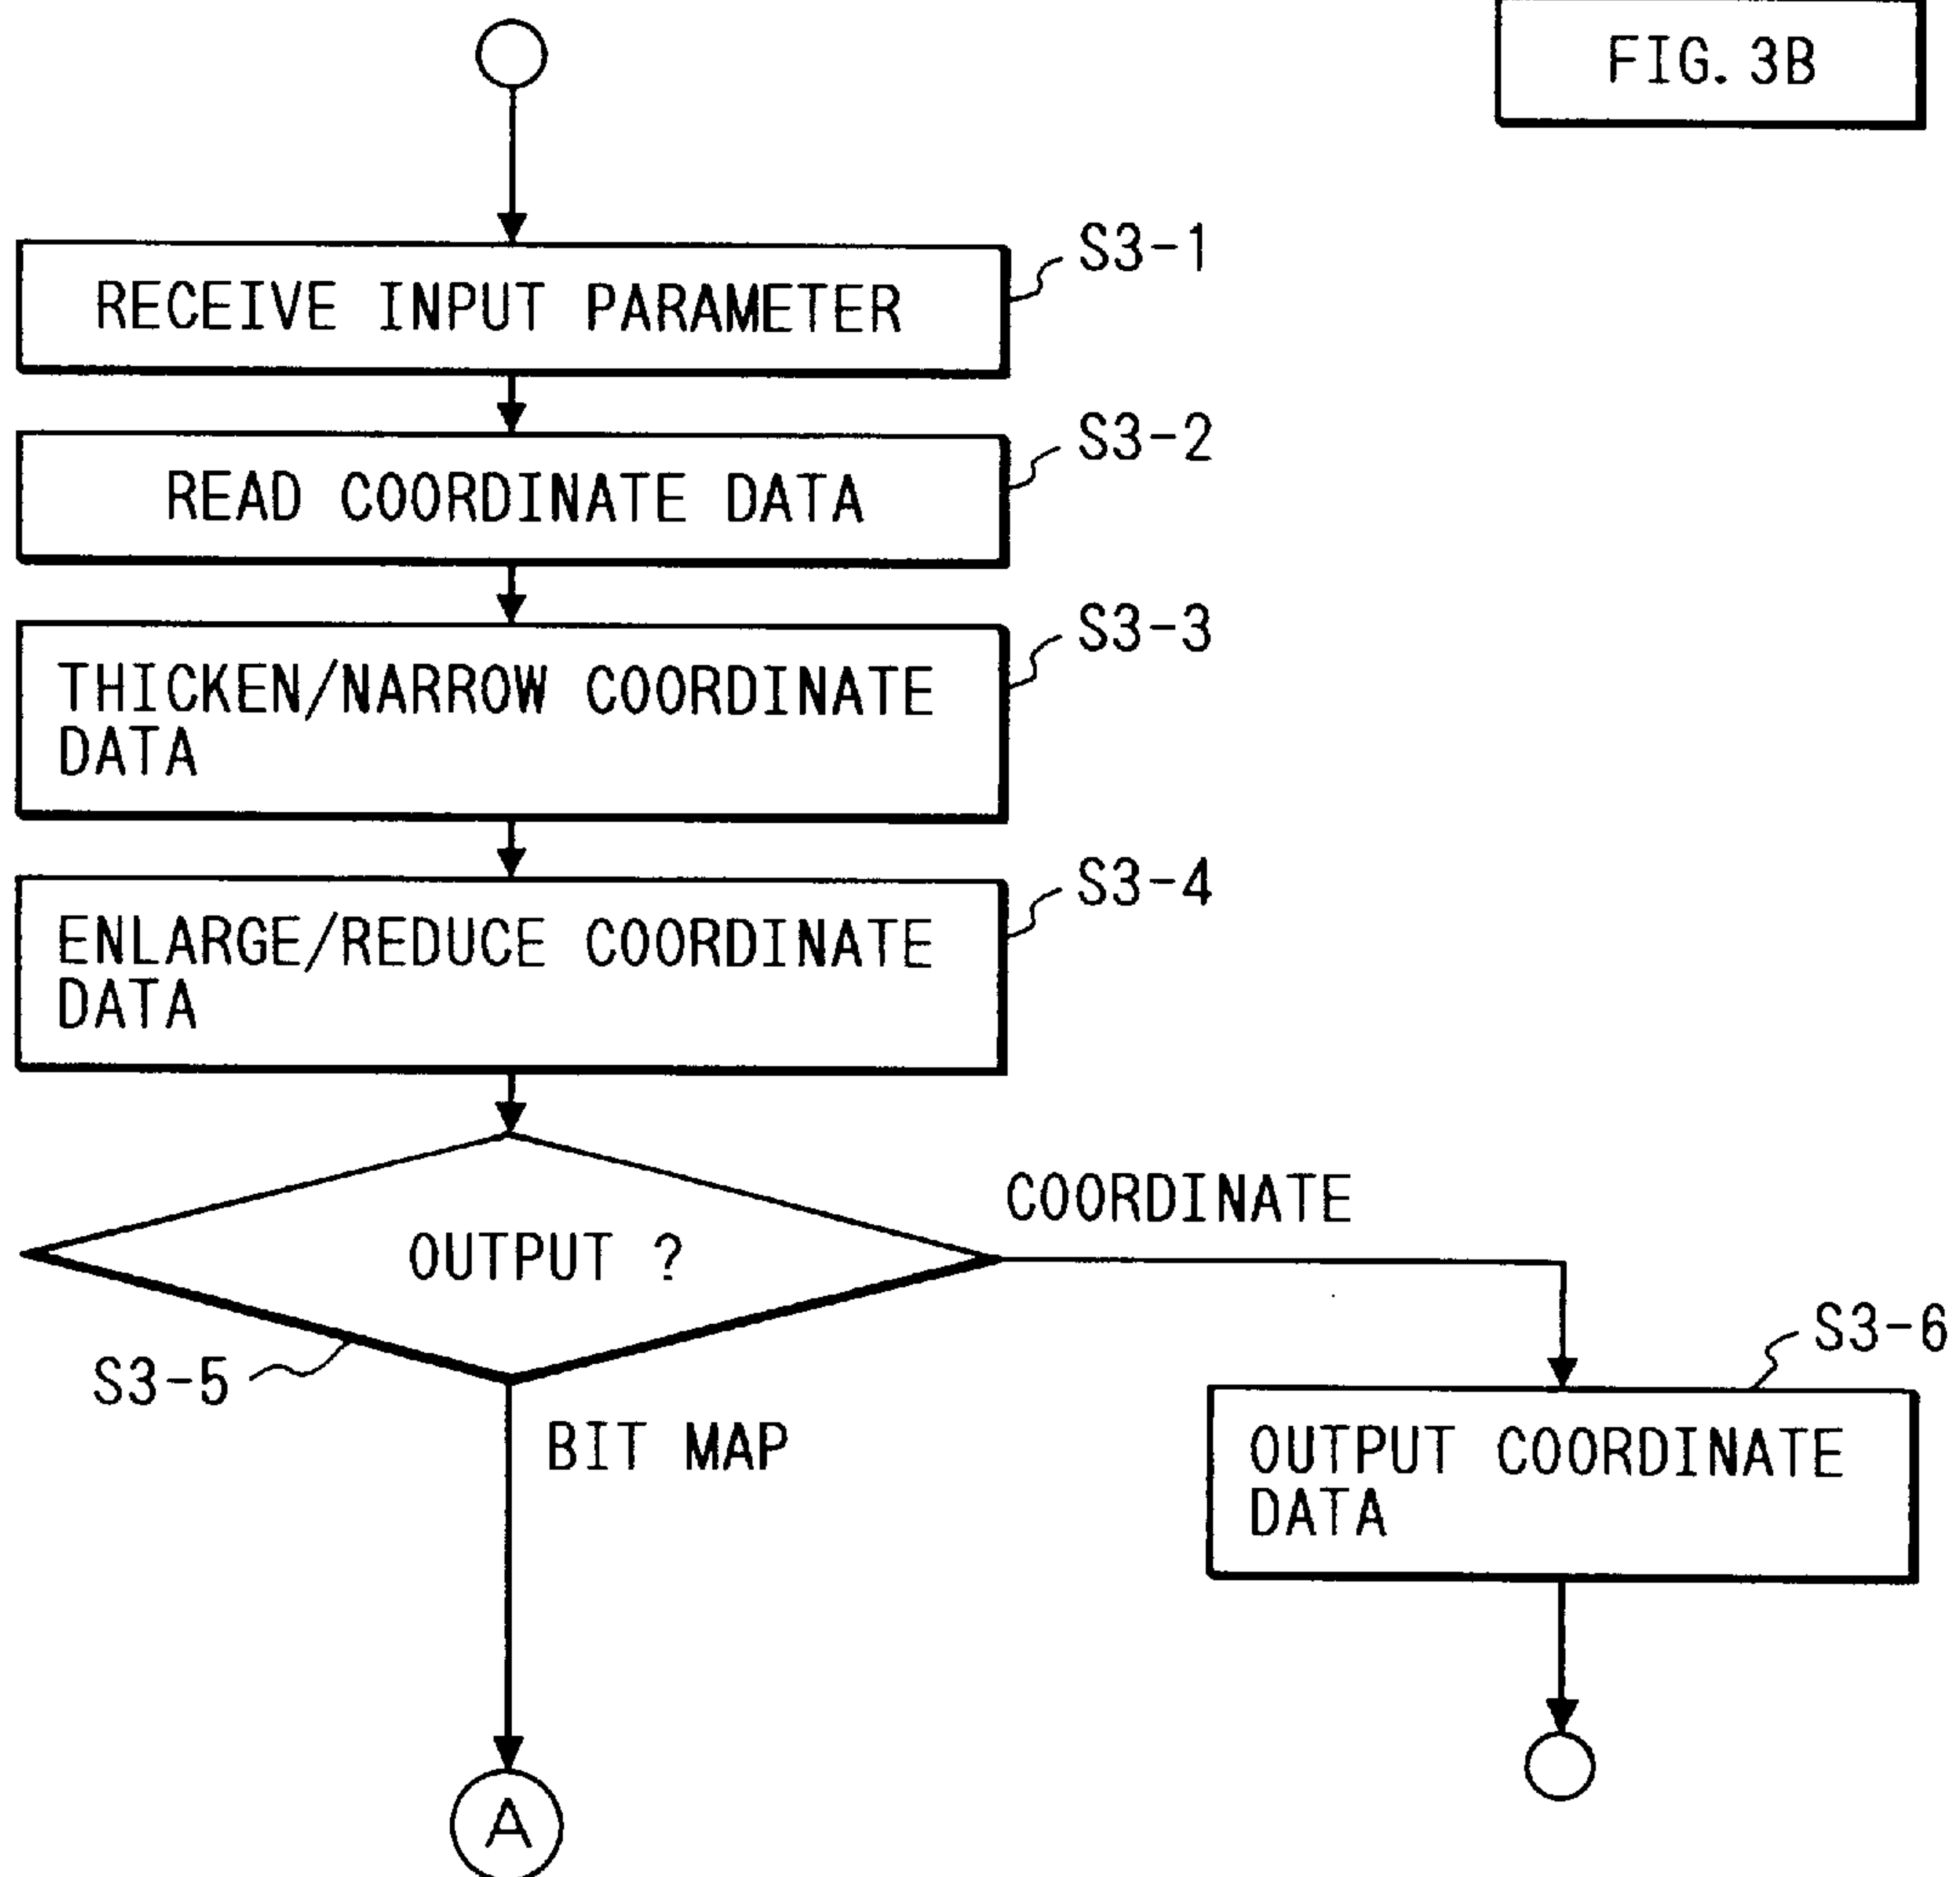 FIG. 3B
S3-1
RECEIVE INPUT PARAMETER
S3-2
READ COORDINATE DATA
S3-3
THICKEN/NARROW COORDINATE
DATA
S3-4
ENLARGE/REDUCE COORDINATE
DATA
COORDINATE
OUTPUT ?
S3-5
BIT MAP
S3-6
OUTPUT COORDINATE
DATA
A